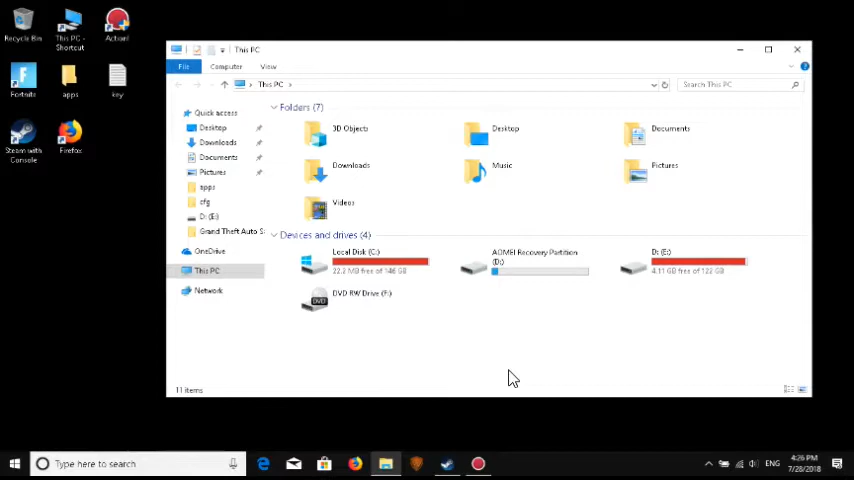 Recycle Bin
This PC - Shortcut
Action!
Fortnite
apps
key
Steam with Console
Firefox
This PC
File
Computer
View
This PC
Search This PC
Quick access
Desktop
Downloads
Documents
Pictures
apps
cfg
D: (E:)
Grand Theft Auto S
OneDrive
This PC
Network
Folders (7)
3D Objects
Desktop
Documents
Downloads
Music
Pictures
Videos
Devices and drives (4)
Local Disk (C:)
22.2 MB free of 146 GB
AOMEI Recovery Partition
(D:)
D: (E:)
4.11 GB free of 122 GB
DVD RW Drive (F:)
DVD
11 items
Type here to search
ENG
4:26 PM
7/28/2018